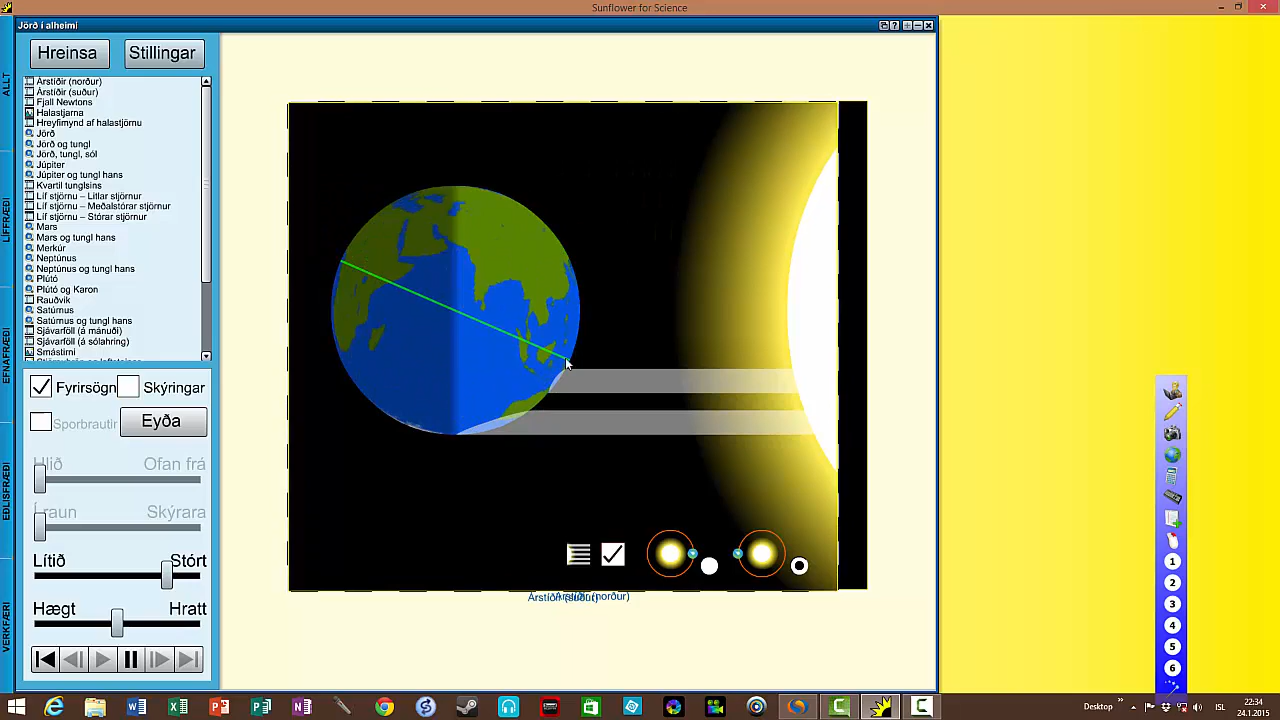 Sunflower for Science
Jörð í alheimi
Hreinsa
Stillingar
ALLT
LÍFFRÆÐI
EFNAFRÆÐI
EÐLISFRÆÐI
VERKFÆRI
Árstíðir (norður)
Árstíðir (suður)
Fjall Newtons
Halastjarna
Hreyfimynd af halastjörnu
Jörð
Jörð og tungl
Jörð, tungl, sól
Júpíter
Júpíter og tungl hans
Kvartil tunglsins
Líf stjörnu – Litlar stjörnur
Líf stjörnu – Meðalstórar stjörnur
Líf stjörnu – Stórar stjörnur
Mars
Mars og tungl hans
Merkúr
Neptúnus
Neptúnus og tungl hans
Plútó
Plútó og Karon
Rauðvik
Satúrnus
Satúrnus og tungl hans
Sjávarföll (á mánuði)
Sjávarföll (á sólahring)
Smástirni
Fyrirsögn
Skýringar
Sporbrautir
Eyða
Hlið
Ofan frá
Í raun
Skýrara
Lítið
Stórt
Hægt
Hratt
Árstíðir (suður)
Árstíðir (norður)
1
2
3
4
5
6
Desktop
ISL
22:34
24.1.2015